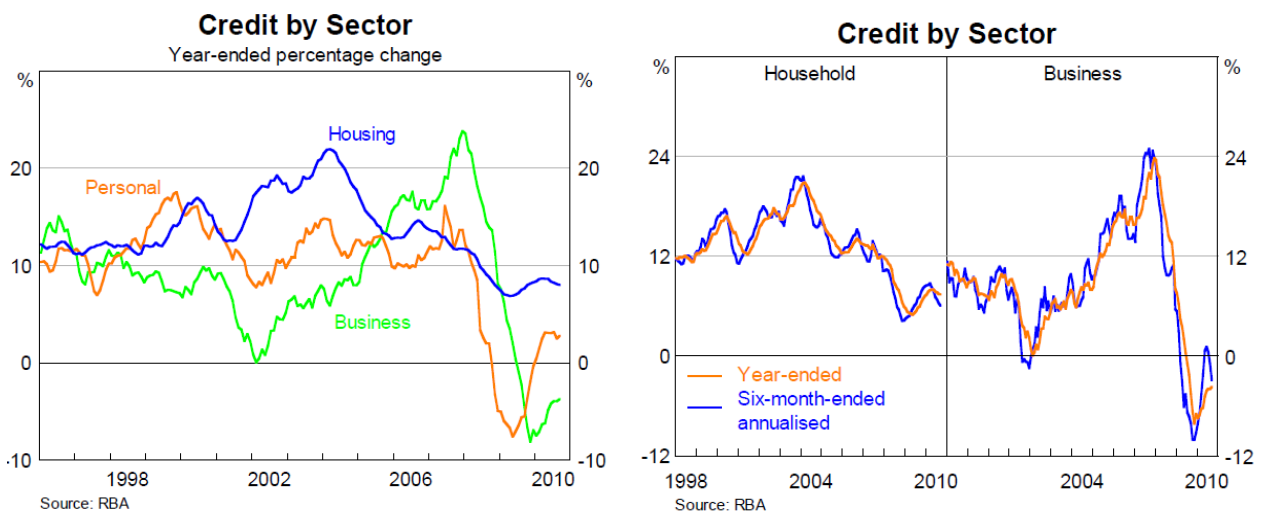 Credit by Sector
Year-ended percentage change
% %
Housing
20 20
Personal
10 10
Business
0 0
-10 -10
1998 2002 2006 2010
Source: RBA
Credit by Sector
% Household Business %
24 24
12 12
0 0
Year-ended
Six-month-ended
annualised
-12 -12
1998 2004 2010 2004 2010
Source: RBA